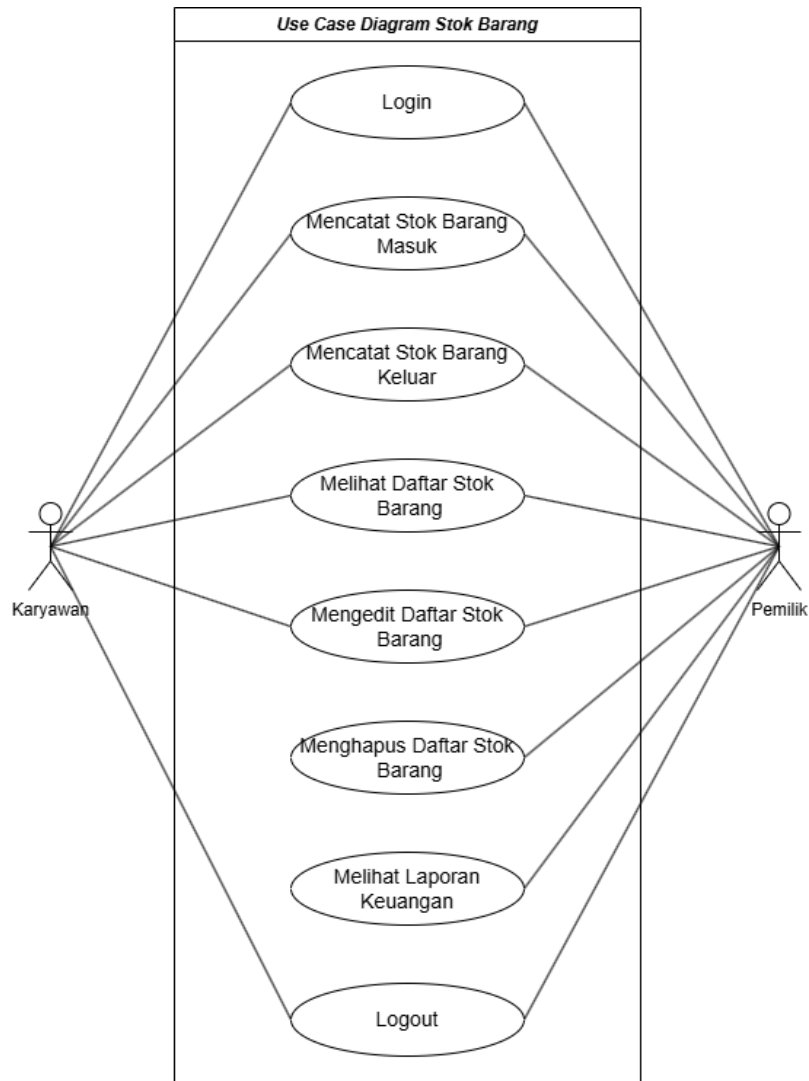 Use Case Diagram Stok Barang
Login
Mencatat Stok Barang
Masuk
Mencatat Stok Barang
Keluar
Melihat Daftar Stok
Barang
Karyawan
Pemilik
Mengedit Daftar Stok
Barang
Menghapus Daftar Stok
Barang
Melihat Laporan
Keuangan
Logout